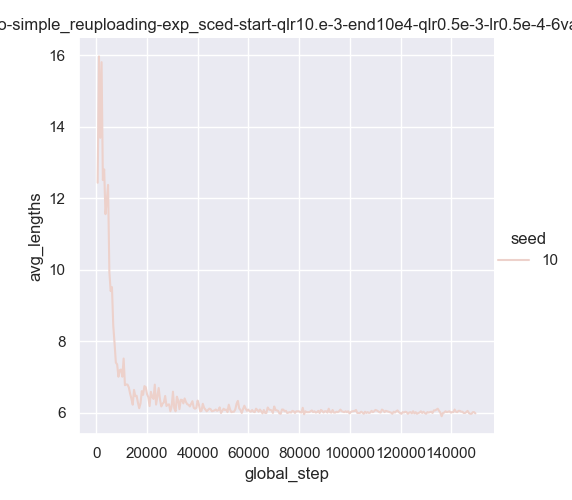 o-simple_reuploading-exp_sced-start-qlr10.e-3-end10e4-qlr0.5e-3-lr0.5e-4-6va
16
14
12
10
8
6
avg_lengths
0 20000 40000 60000 80000 100000 120000 140000
global_step
seed
10